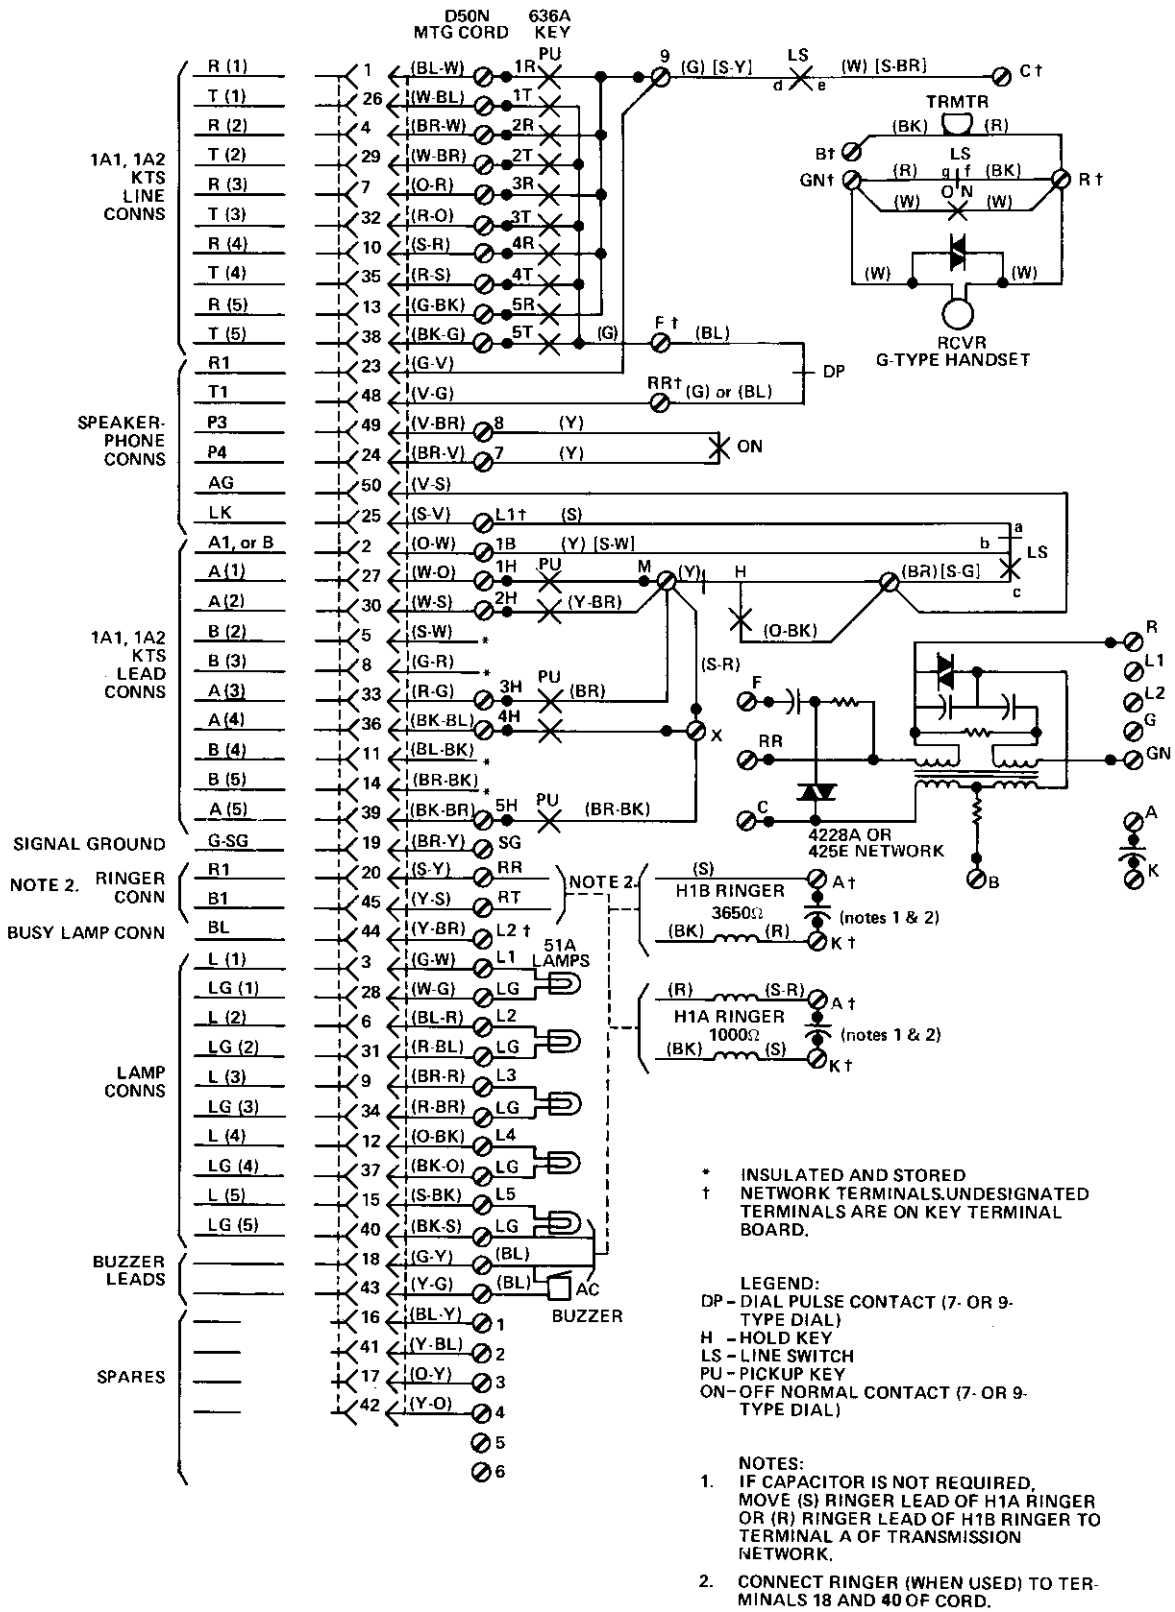 D50N 636A
MTG CORD KEY
PU
R (1) 1 (BL-W) 1R 9 (G) [S-Y] LS (W) [S-BR] C †
d e
T (1) 26 (W-BL) 1T TRMTR
R (2) 4 (BR-W) 2R (BK) (R)
B†
1A1, 1A2
KTS
LINE
CONNS
T (2) 29 (W-BR) 2T LS
GN† (R) g f (BK) R †
R (3) 7 (O-R) 3R O N
(W) (W)
T (3) 32 (R-O) 3T
R (4) 10 (S-R) 4R
T (4) 35 (R-S) 4T (W) (W)
R (5) 13 (G-BK) 5R
T (5) 38 (BK-G) 5T (G) F † (BL)
RCVR
G-TYPE HANDSET
R1 23 (G-V) DP
T1 48 (V-G) RR† (G) or (BL)
SPEAKER-
PHONE
CONNS
P3 49 (V-BR) 8 (Y)
ON
P4 24 (BR-V) 7 (Y)
AG 50 (V-S)
LK 25 (S-V) L1† (S) a
A1, or B 2 (O-W) 1B (Y) [S-W] b LS
A (1) 27 (W-O) 1H PU M (Y) H (BR)[S-G] c
A (2) 30 (W-S) 2H (Y-BR)
1A1, 1A2
KTS
LEAD
CONNS
B (2) 5 (S-W) * (O-BK)
B (3) 8 (G-R) * (S-R)
A (3) 33 (R-G) 3H PU (BR)
A (4) 36 (BK-BL) 4H X
B (4) 11 (BL-BK) *
B (5) 14 (BR-BK) *
A (5) 39 (BK-BR) 5H PU (BR-BK)
R
L1
F L2
G
RR GN
C A
4228A OR
425E NETWORK
B K
SIGNAL GROUND G-SG 19 (BR-Y) SG
NOTE 2. RINGER
CONN
R1 20 (S-Y) RR NOTE 2. (S) A †
H1B RINGER
3650Ω (notes 1 & 2)
B1 45 (Y-S) RT
(BK) (R) K †
BUSY LAMP CONN BL 44 (Y-BR) L2 †
51A
LAMPS
L (1) 3 (G-W) L1
LG (1) 28 (W-G) LG (R) (S-R) A †
L (2) 6 (BL-R) L2 H1A RINGER
1000Ω (notes 1 & 2)
LG (2) 31 (R-BL) LG (BK) (S) K †
LAMP
CONNS
L (3) 9 (BR-R) L3
LG (3) 34 (R-BR) LG
L (4) 12 (O-BK) L4
LG (4) 37 (BK-O) LG
L (5) 15 (S-BK) L5
LG (5) 40 (BK-S) LG
BUZZER
LEADS
18 (G-Y) (BL)
43 (Y-G) (BL) AC
BUZZER
SPARES
16 (BL-Y) 1
41 (Y-BL) 2
17 (O-Y) 3
42 (Y-O) 4
5
6
* INSULATED AND STORED
† NETWORK TERMINALS.UNDESIGNATED
TERMINALS ARE ON KEY TERMINAL
BOARD.
LEGEND:
DP – DIAL PULSE CONTACT (7- OR 9-
TYPE DIAL)
H – HOLD KEY
LS – LINE SWITCH
PU – PICKUP KEY
ON– OFF NORMAL CONTACT (7- OR 9-
TYPE DIAL)
NOTES:
1. IF CAPACITOR IS NOT REQUIRED,
MOVE (S) RINGER LEAD OF H1A RINGER
OR (R) RINGER LEAD OF H1B RINGER TO
TERMINAL A OF TRANSMISSION
NETWORK.
2. CONNECT RINGER (WHEN USED) TO TER-
MINALS 18 AND 40 OF CORD.